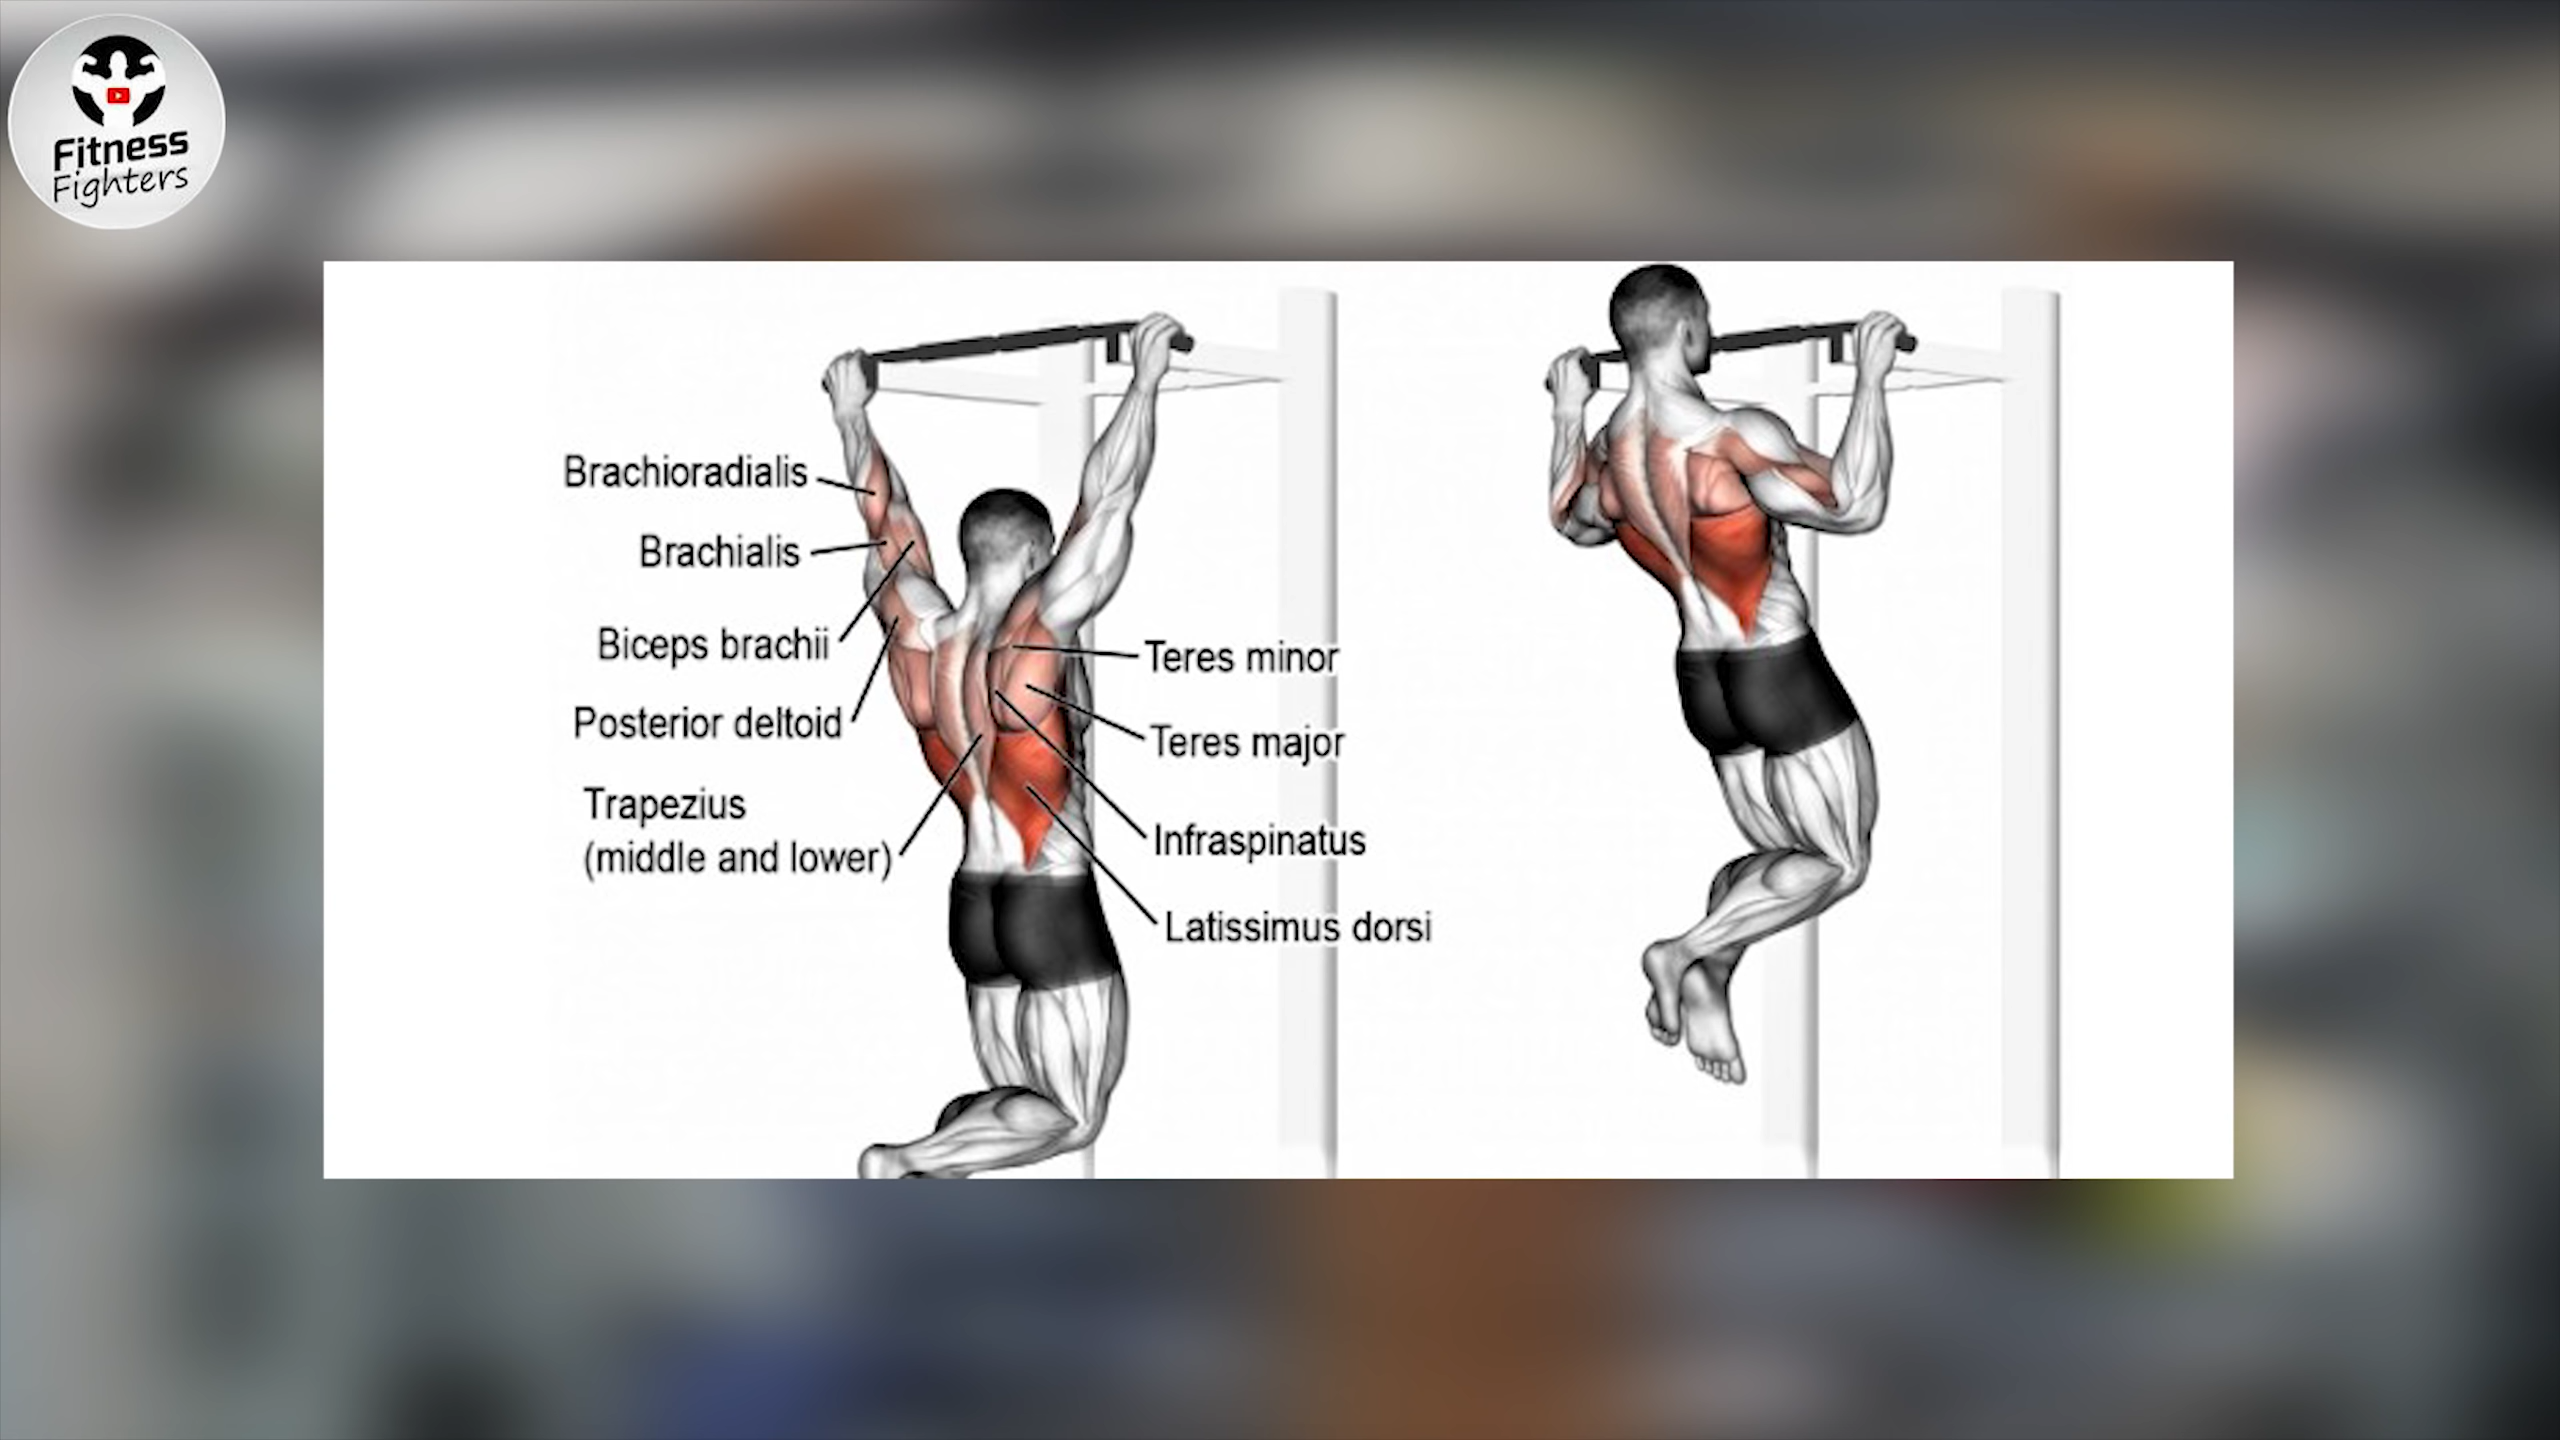 Fitness
Fighters
Brachioradialis
Brachialis
Biceps brachii
Posterior deltoid
Trapezius
(middle and lower)
Teres minor
Teres major
Infraspinatus
Latissimus dorsi